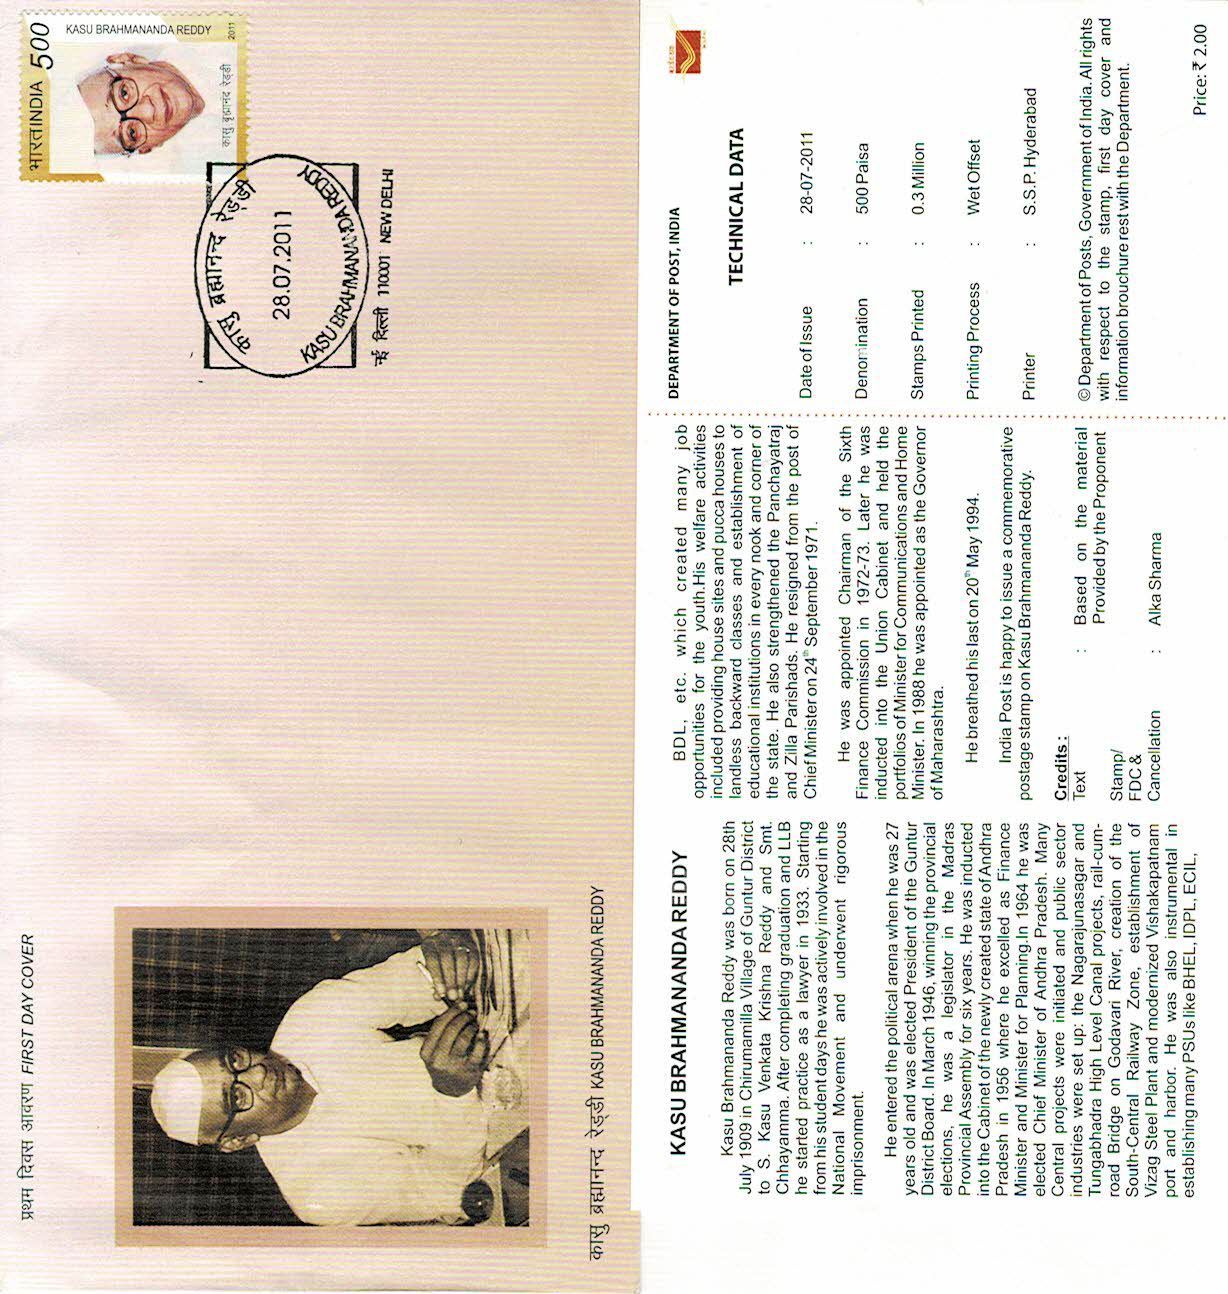 प्रथम दिवस आवरण FIRST DAY COVER
भारत INDIA 500
KASU BRAHMANANDA REDDY
कासु बृह्मानंद रेड्डी 2011
कासु ब्रह्मानन्द रेड्डी
28.07.2011
KASU BRAHMANANDA REDDY
नई दिल्ली 110001 NEW DELHI
कासु ब्रह्मानन्द रेड्डी KASU BRAHMANANDA REDDY
KASU BRAHMANANDA REDDY
Kasu Brahmananda Reddy was born on 28th
July 1909 in Chirumamilla Village of Guntur District
to S. Kasu Venkata Krishna Reddy and Smt.
Chhayamma. After completing graduation and LLB
he started practice as a lawyer in 1933. Starting
from his student days he was actively involved in the
National Movement and underwent rigorous
imprisonment.
He entered the political arena when he was 27
years old and was elected President of the Guntur
District Board. In March 1946, winning the provincial
elections, he was a legislator in the Madras
Provincial Assembly for six years. He was inducted
into the Cabinet of the newly created state of Andhra
Pradesh in 1956 where he excelled as Finance
Minister and Minister for Planning.In 1964 he was
elected Chief Minister of Andhra Pradesh. Many
Central projects were initiated and public sector
industries were set up: the Nagarajunasagar and
Tungabhadra High Level Canal projects, rail-cum-
road Bridge on Godavari River, creation of the
South-Central Railway Zone, establishment of
Vizag Steel Plant and modernized Vishakapatnam
port and harbor. He was also instrumental in
establishing many PSUs like BHEL, IDPL, ECIL,
BDL, etc. which created many job
opportunities for the youth.His welfare activities
included providing house sites and pucca houses to
landless backward classes and establishment of
educational institutions in every nook and corner of
the state. He also strengthened the Panchayatraj
and Zilla Parishads. He resigned from the post of
Chief Minister on 24th September 1971.
He was appointed Chairman of the Sixth
Finance Commission in 1972-73. Later he was
inducted into the Union Cabinet and held the
portfolios of Minister for Communications and Home
Minister. In 1988 he was appointed as the Governor
of Maharashtra.
He breathed his last on 20th May 1994.
India Post is happy to issue a commemorative
postage stamp on Kasu Brahmananda Reddy.
Credits :
Text : Based on the material
Provided by the Proponent
Stamp/
FDC &
Cancellation : Alka Sharma
DEPARTMENT OF POST, INDIA
TECHNICAL DATA
Date of Issue : 28-07-2011
Denomination : 500 Paisa
Stamps Printed : 0.3 Million
Printing Process : Wet Offset
Printer : S.S.P. Hyderabad
© Department of Posts, Government of India. All rights
with respect to the stamp, first day cover and
information brouchure rest with the Department.
Price: ₹ 2.00